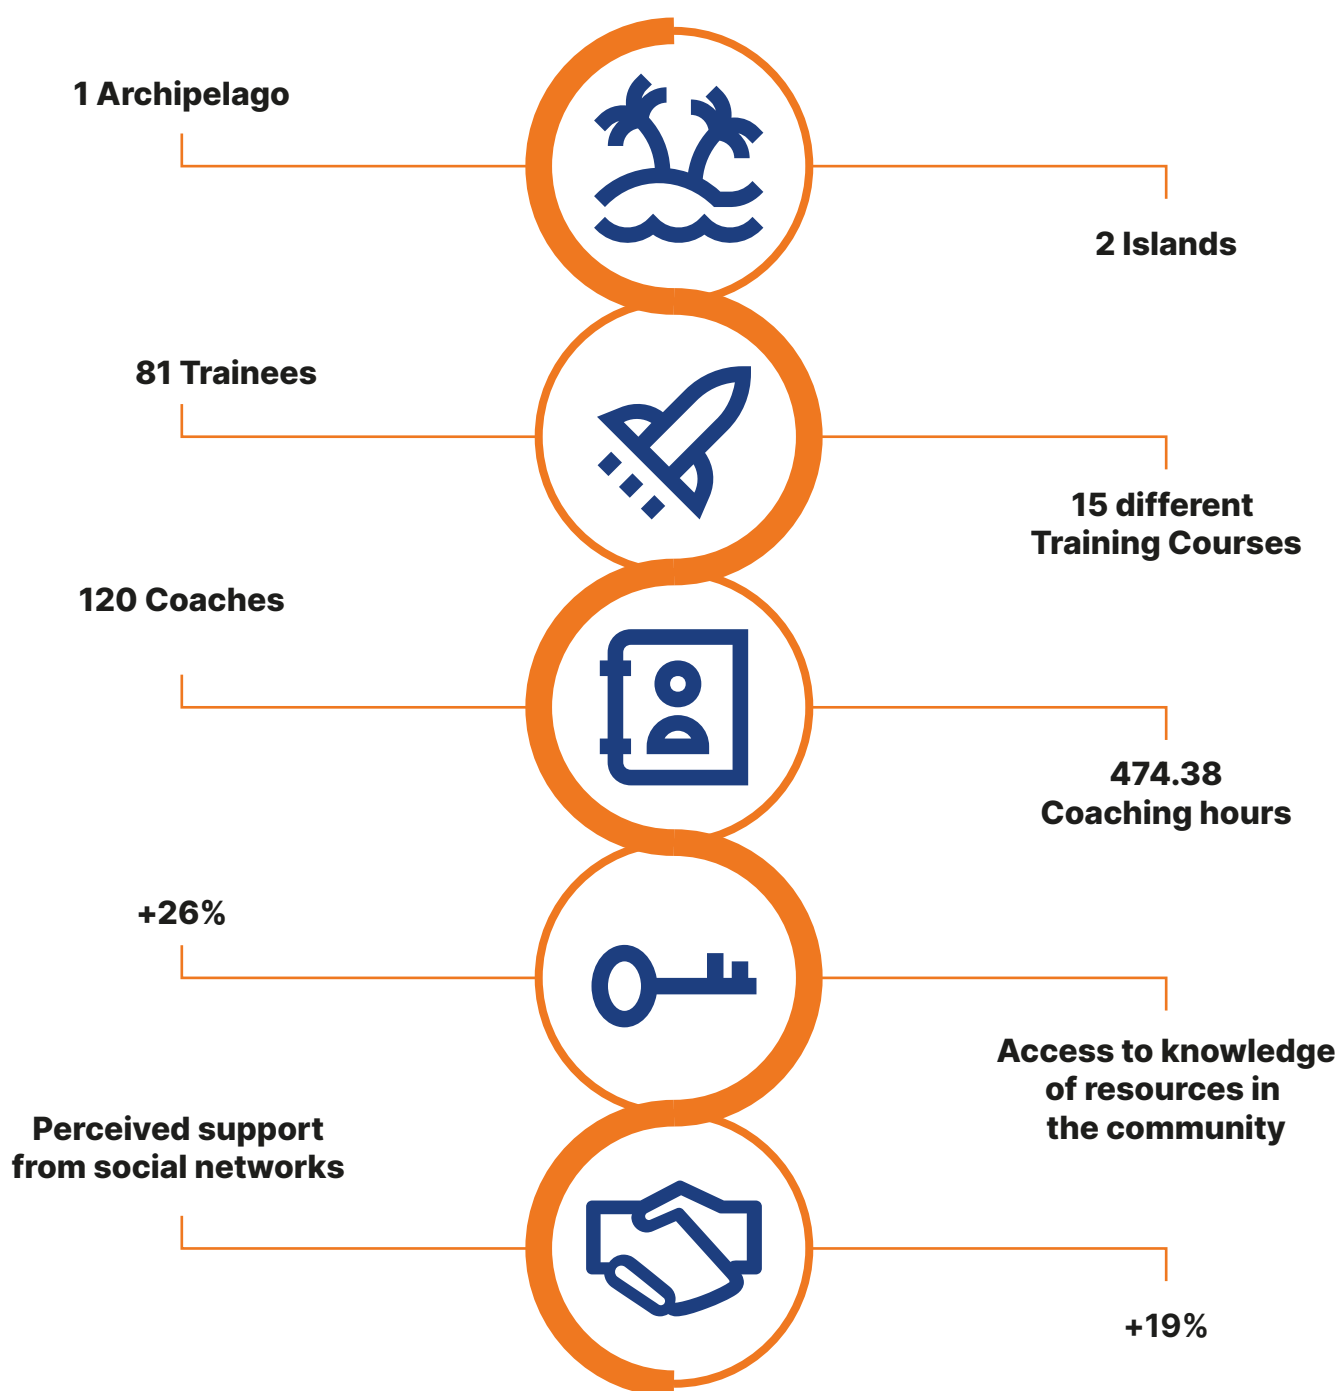 1 Archipelago
2 Islands
81 Trainees
15 different
Training Courses
120 Coaches
474.38
Coaching hours
+26%
Access to knowledge
of resources in
the community
Perceived support
from social networks
+19%